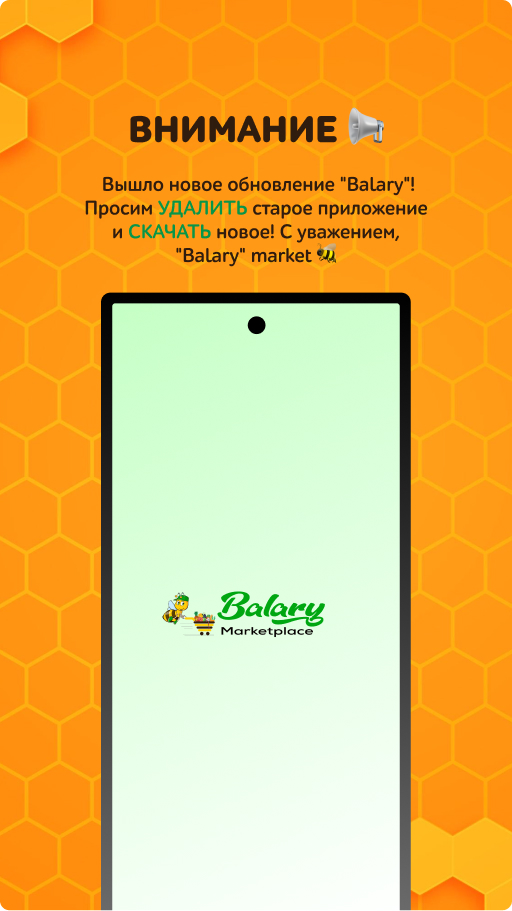 ВНИМАНИЕ
Вышло новое обновление "Balary"!
Просим УДАЛИТЬ старое приложение
и СКАЧАТЬ новое! С уважением,
"Balary" market
Balary
Marketplace